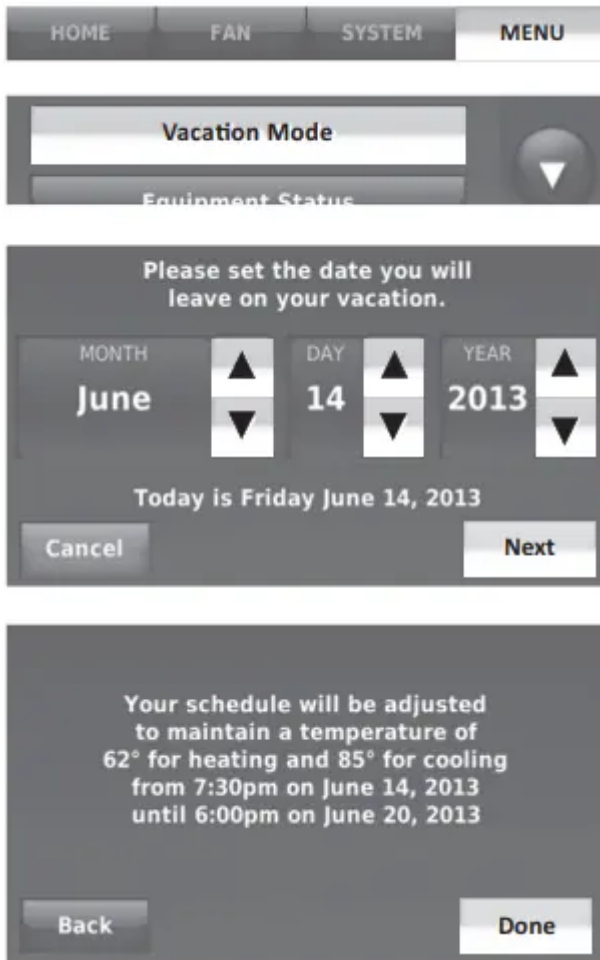 HOME FAN SYSTEM MENU
Vacation Mode
Equipment Status
Please set the date you will
leave on your vacation.
MONTH DAY YEAR
June 14 2013
Today is Friday June 14, 2013
Cancel Next
Your schedule will be adjusted
to maintain a temperature of
62° for heating and 85° for cooling
from 7:30pm on June 14, 2013
until 6:00pm on June 20, 2013
Back Done